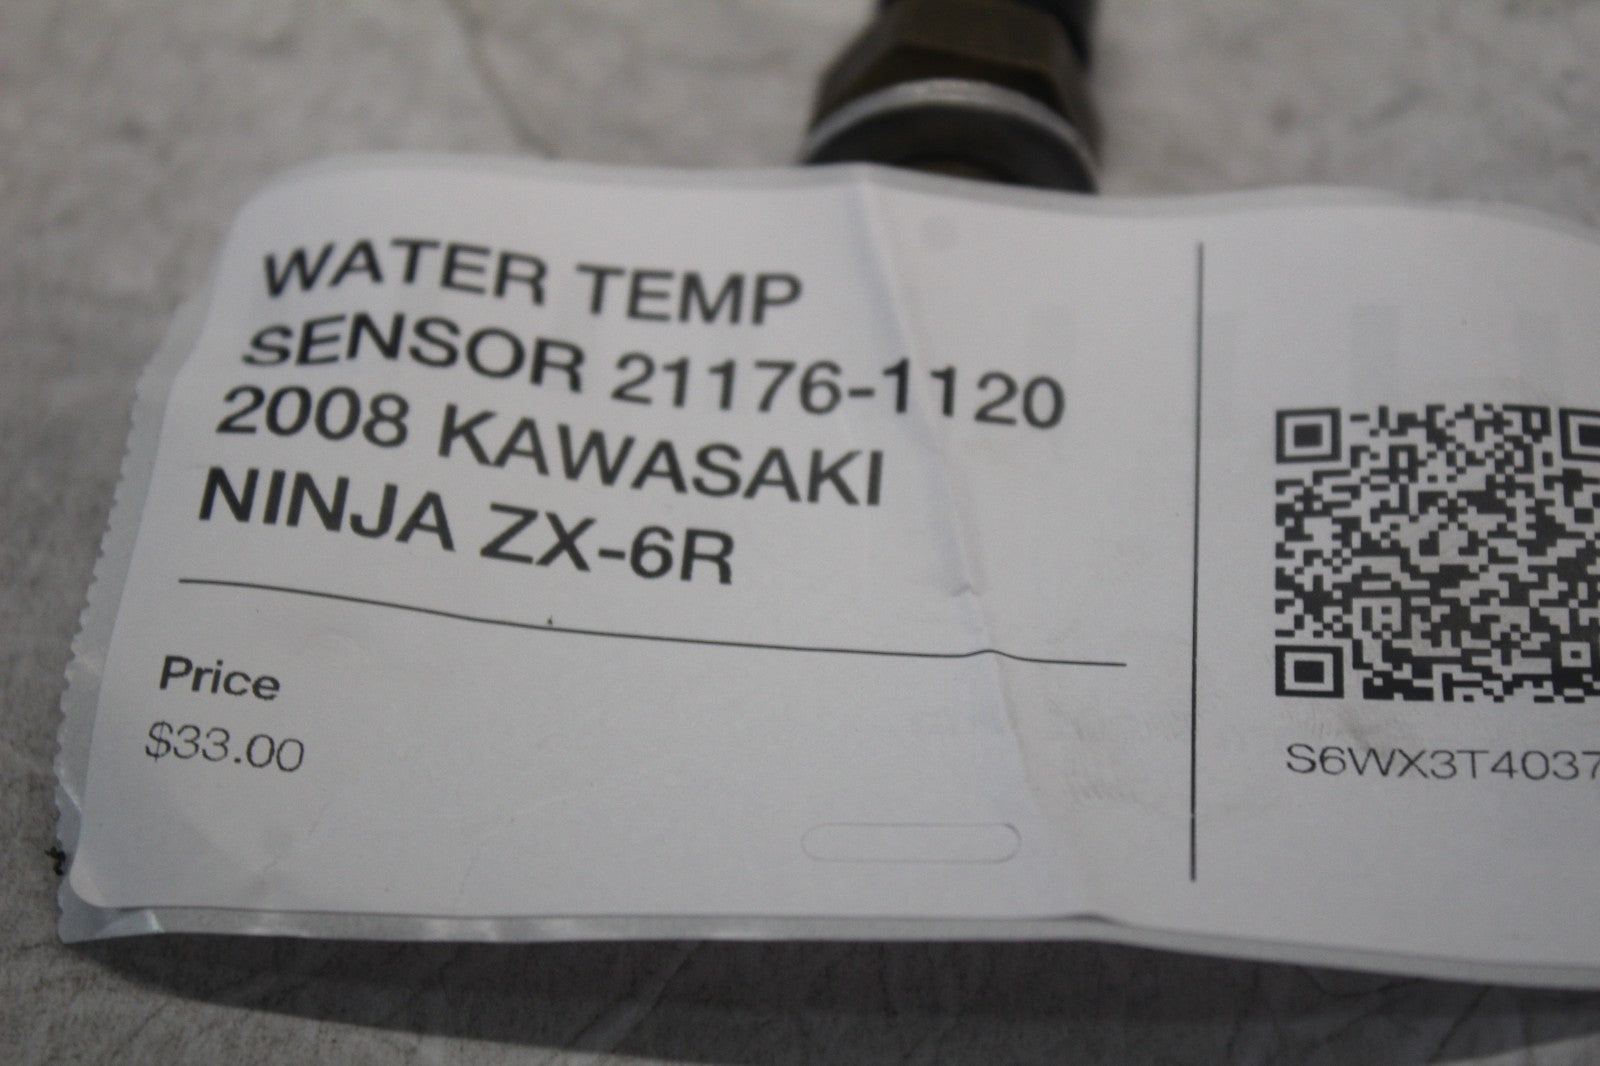 WATER TEMP
SENSOR 21176-1120
2008 KAWASAKI
NINJA ZX-6R
Price
$33.00
S6WX3T4037